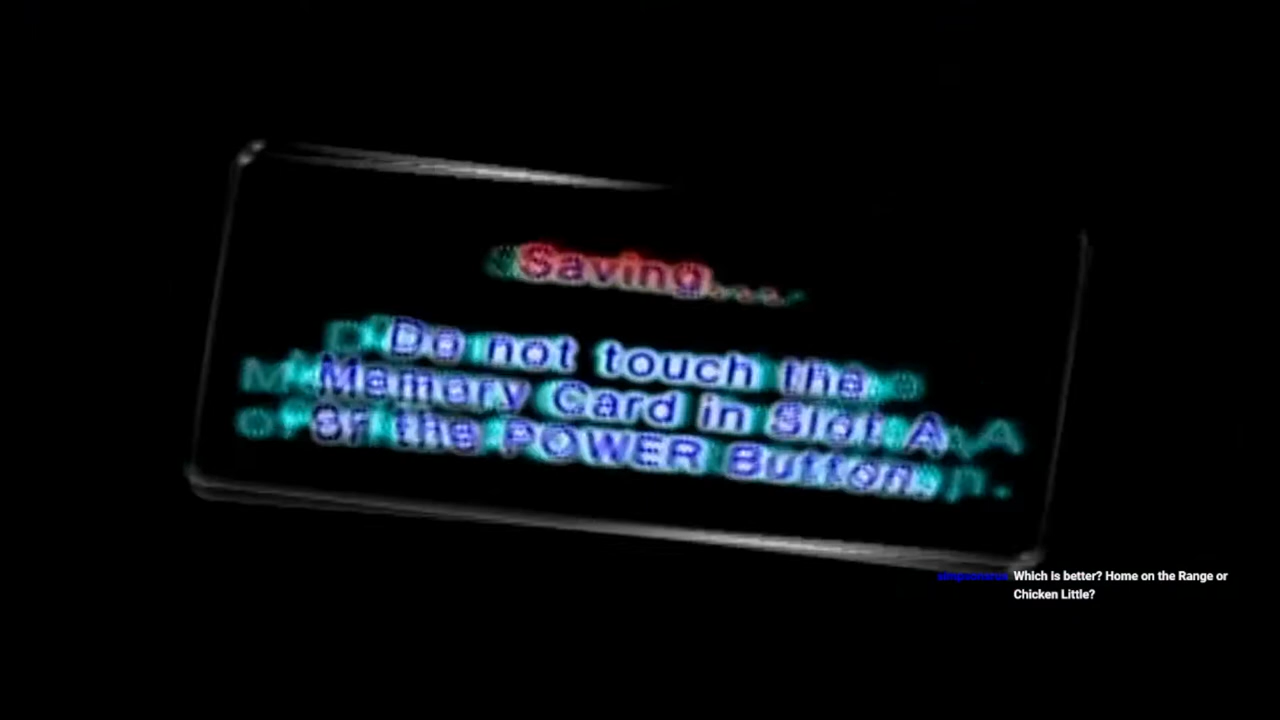 Saving....
Do not touch the
Memory Card in Slot A
or the POWER Button.
Which is better? Home on the Range or
Chicken Little?